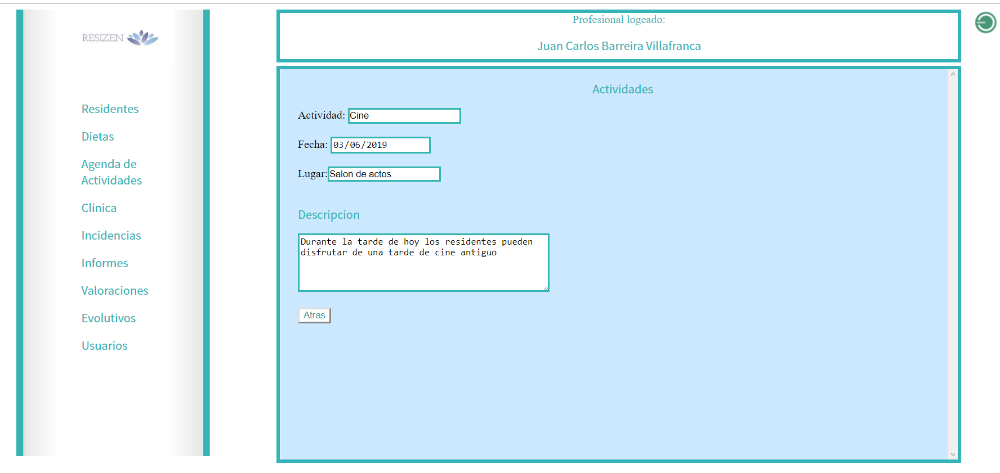 RESIZEN
Residentes
Dietas
Agenda de
Actividades
Clinica
Incidencias
Informes
Valoraciones
Evolutivos
Usuarios
Profesional logeado:
Juan Carlos Barreira Villafranca
Actividades
Actividad: Cine
Fecha: 03/06/2019
Lugar: Salon de actos
Descripcion
Durante la tarde de hoy los residentes pueden
disfrutar de una tarde de cine antiguo
Atras